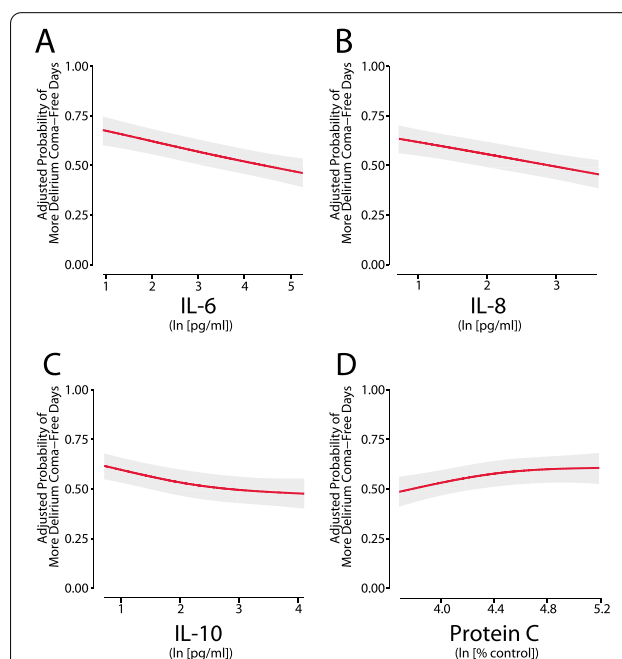 A
Adjusted Probability of
More Delirium Coma–Free Days
1.00
0.75
0.50
0.25
0.00
1 2 3 4 5
IL-6
(ln [pg/ml])
B
Adjusted Probability of
More Delirium Coma–Free Days
1.00
0.75
0.50
0.25
0.00
1 2 3
IL-8
(ln [pg/ml])
C
Adjusted Probability of
More Delirium Coma–Free Days
1.00
0.75
0.50
0.25
0.00
1 2 3 4
IL-10
(ln [pg/ml])
D
Adjusted Probability of
More Delirium Coma–Free Days
1.00
0.75
0.50
0.25
0.00
4.0 4.4 4.8 5.2
Protein C
(ln [% control])